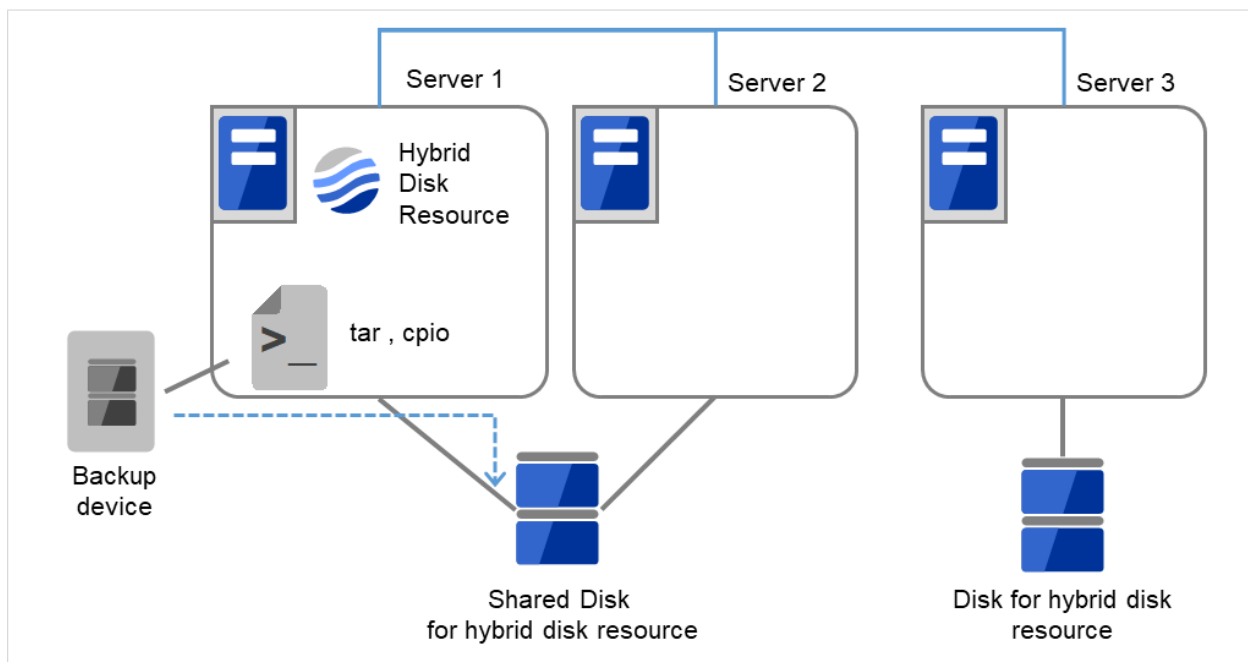 Server 1
Server 2
Server 3
Hybrid
Disk
Resource
>_
tar , cpio
Backup
device
Shared Disk
for hybrid disk resource
Disk for hybrid disk
resource